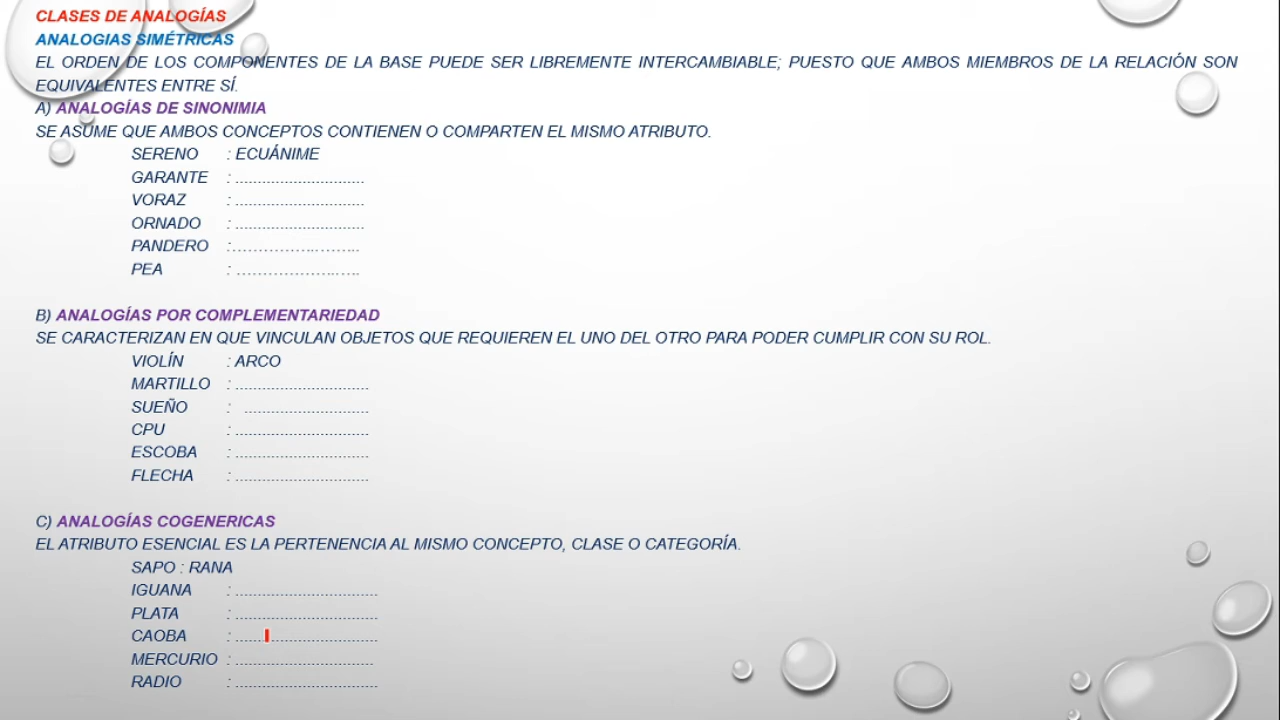 CLASES DE ANALOGÍAS
ANALOGIAS SIMÉTRICAS
EL ORDEN DE LOS COMPONENTES DE LA BASE PUEDE SER LIBREMENTE INTERCAMBIABLE; PUESTO QUE AMBOS MIEMBROS DE LA RELACIÓN SON
EQUIVALENTES ENTRE SÍ.
A) ANALOGÍAS DE SINONIMIA
SE ASUME QUE AMBOS CONCEPTOS CONTIENEN O COMPARTEN EL MISMO ATRIBUTO.
SERENO : ECUÁNIME
GARANTE : .............................
VORAZ : .............................
ORNADO : .............................
PANDERO :.............................
PEA : ............................
B) ANALOGÍAS POR COMPLEMENTARIEDAD
SE CARACTERIZAN EN QUE VINCULAN OBJETOS QUE REQUIEREN EL UNO DEL OTRO PARA PODER CUMPLIR CON SU ROL.
VIOLÍN : ARCO
MARTILLO : ..............................
SUEÑO : ............................
CPU : ..............................
ESCOBA : ..............................
FLECHA : ..............................
C) ANALOGÍAS COGENERICAS
EL ATRIBUTO ESENCIAL ES LA PERTENENCIA AL MISMO CONCEPTO, CLASE O CATEGORÍA.
SAPO : RANA
IGUANA : ................................
PLATA : ................................
CAOBA : ................................
MERCURIO : ...............................
RADIO : ................................